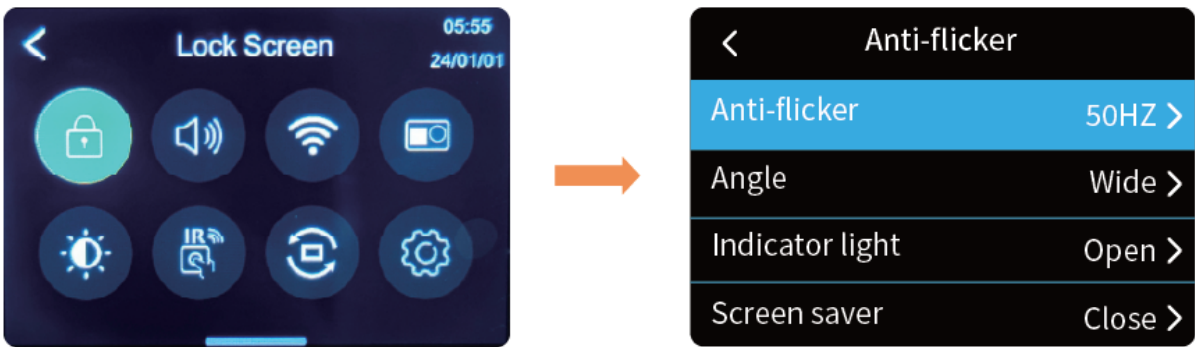 05:55
Lock Screen
24/01/01
IR
Anti-flicker
Anti-flicker 50HZ
Angle Wide
Indicator light Open
Screen saver Close